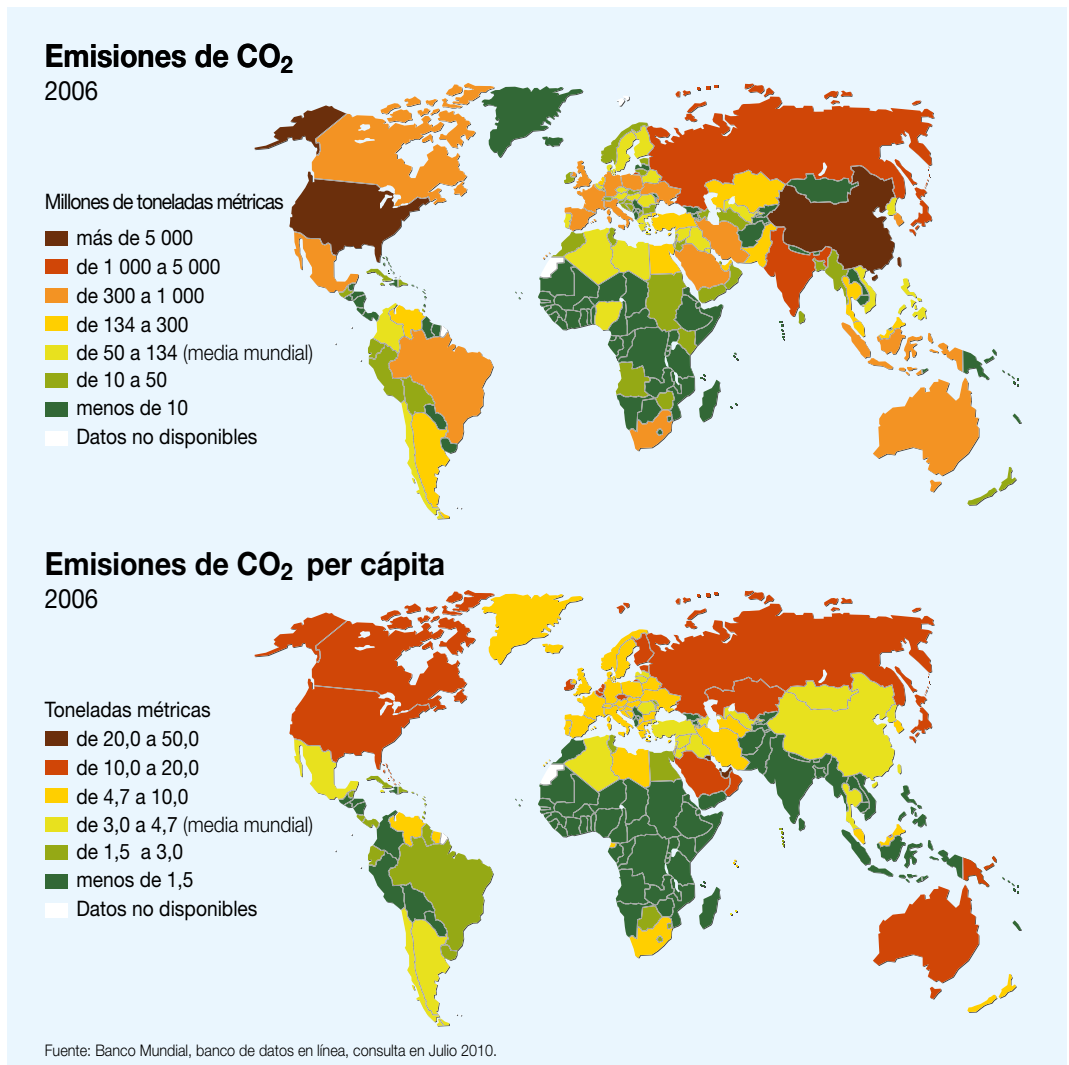 Emisiones de CO₂
2006
Millones de toneladas métricas
más de 5 000
de 1 000 a 5 000
de 300 a 1 000
de 134 a 300
de 50 a 134 (media mundial)
de 10 a 50
menos de 10
Datos no disponibles
Emisiones de CO₂ per cápita
2006
Toneladas métricas
de 20,0 a 50,0
de 10,0 a 20,0
de 4,7 a 10,0
de 3,0 a 4,7 (media mundial)
de 1,5 a 3,0
menos de 1,5
Datos no disponibles
Fuente: Banco Mundial, banco de datos en línea, consulta en Julio 2010.